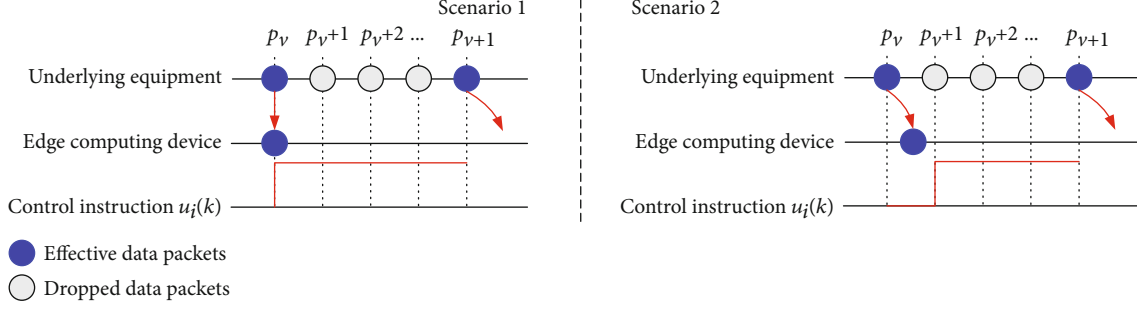 Scenario 1
p_v p_v+1 p_v+2 ... p_{v+1}
Underlying equipment
Edge computing device
Control instruction u_i(k)
Scenario 2
p_v p_v+1 p_v+2 ... p_{v+1}
Underlying equipment
Edge computing device
Control instruction u_i(k)
Effective data packets
Dropped data packets